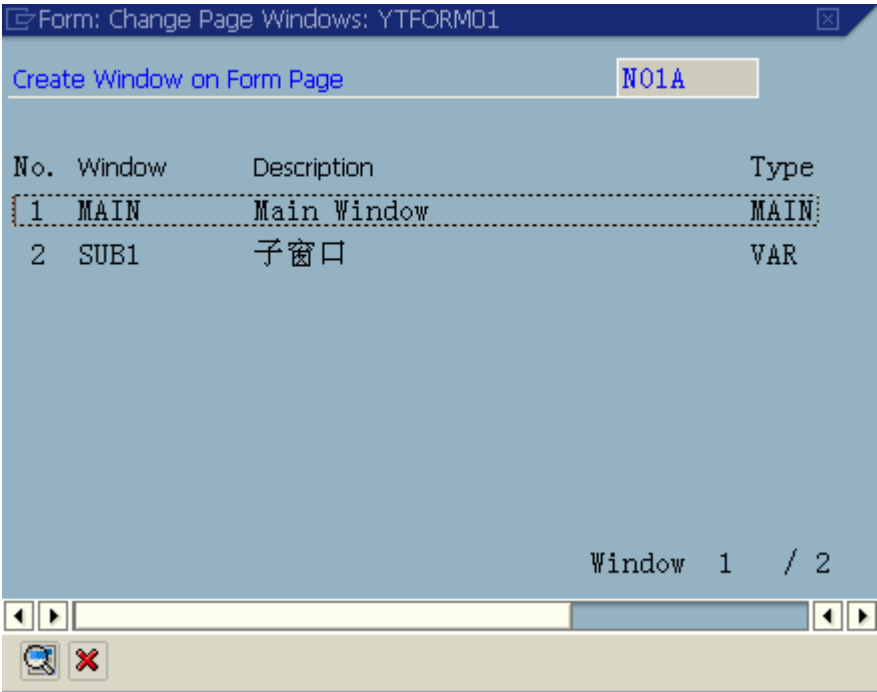 Form: Change Page Windows: YTFORM01
Create Window on Form Page N01A
No. Window Description Type
1 MAIN Main Window MAIN
2 SUB1 子窗口 VAR
Window 1 / 2